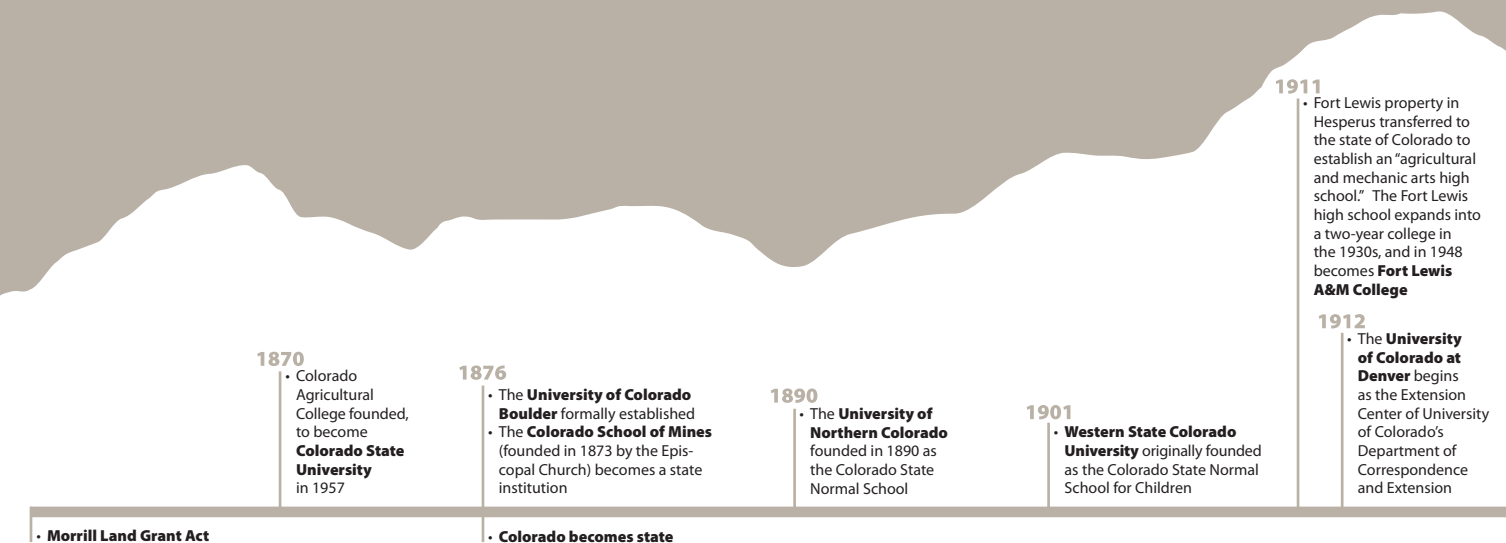 1870
• Colorado
Agricultural
College founded,
to become
Colorado State
University
in 1957
1876
• The University of Colorado
Boulder formally established
• The Colorado School of Mines
(founded in 1873 by the Epis-
copal Church) becomes a state
institution
1890
• The University of
Northern Colorado
founded in 1890 as
the Colorado State
Normal School
1901
• Western State Colorado
University originally founded
as the Colorado State Normal
School for Children
1911
• Fort Lewis property in
Hesperus transferred to
the state of Colorado to
establish an “agricultural
and mechanic arts high
school.” The Fort Lewis
high school expands into
a two-year college in
the 1930s, and in 1948
becomes Fort Lewis
A&M College
1912
• The University
of Colorado at
Denver begins
as the Extension
Center of University
of Colorado’s
Department of
Correspondence
and Extension
• Morrill Land Grant Act
• Colorado becomes state